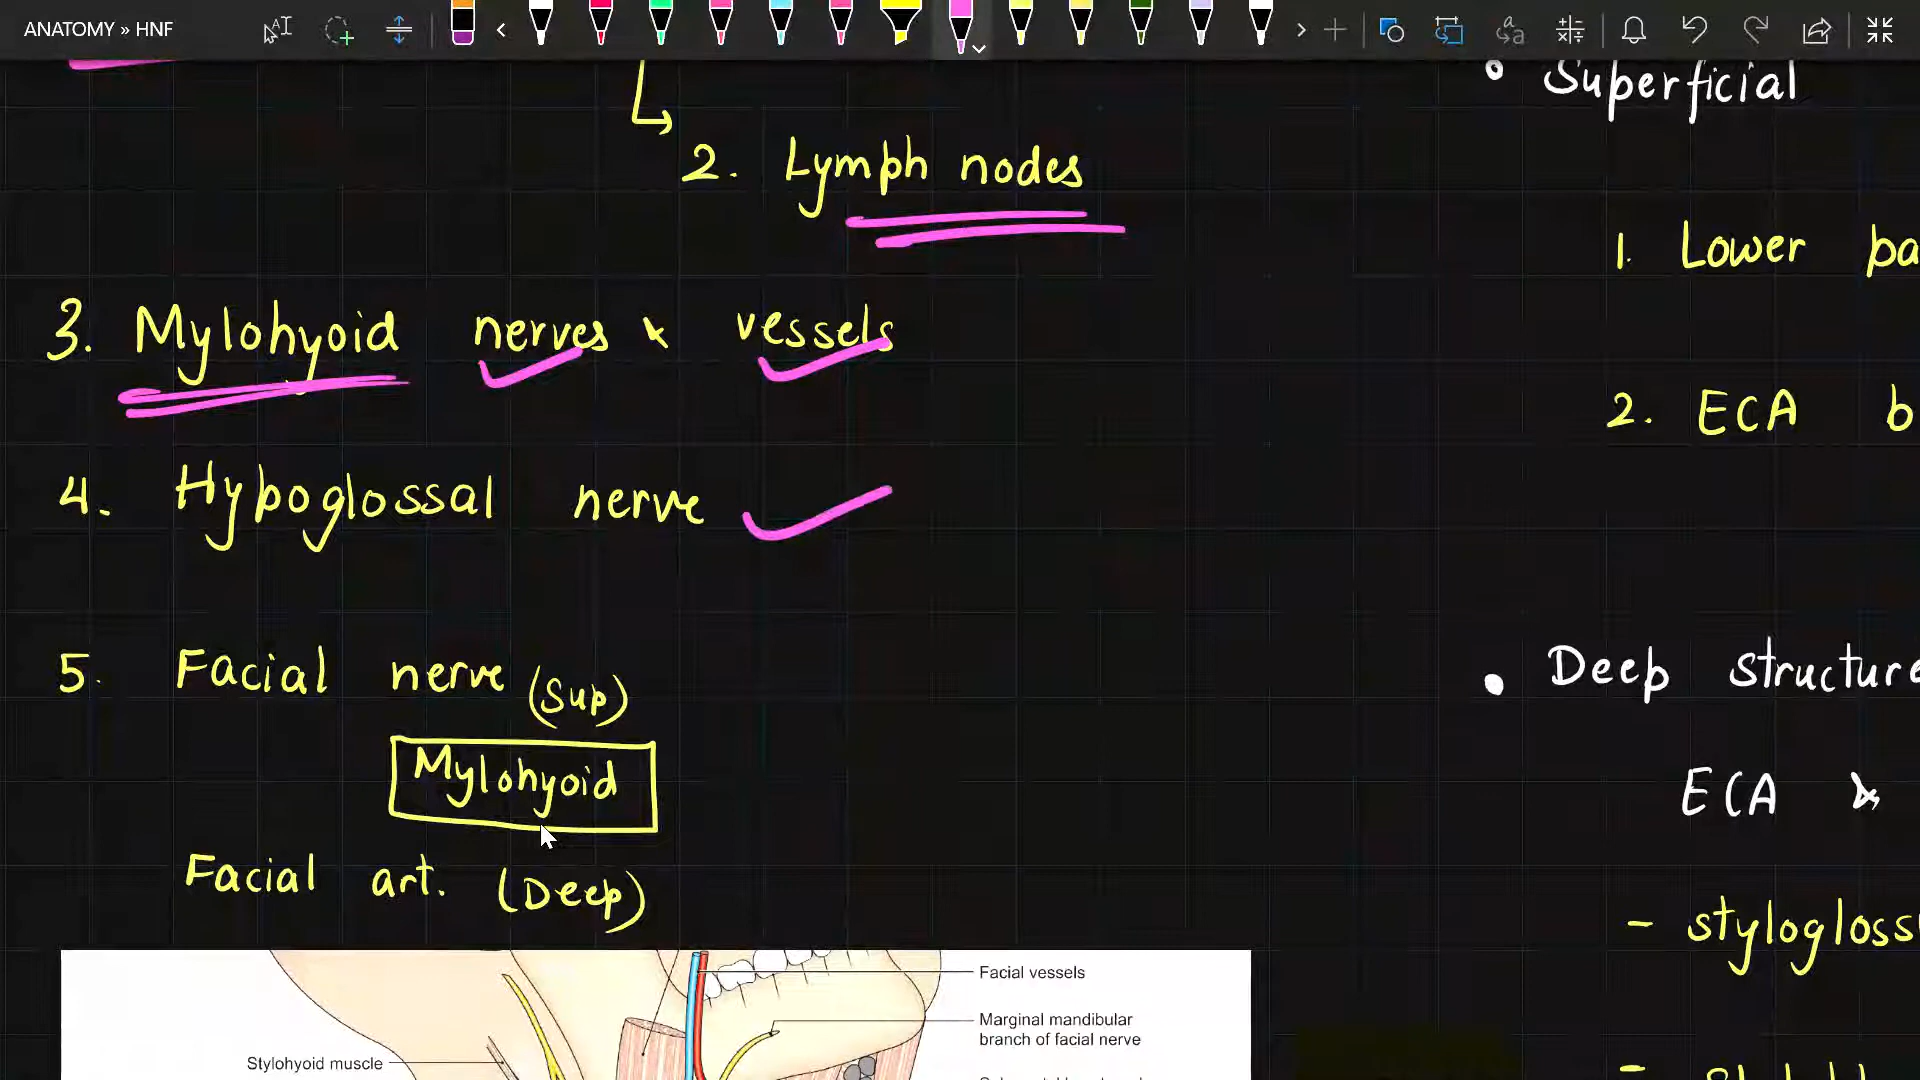 ANATOMY » HNF
2. Lymph nodes
3. Mylohyoid nerves & vessels
4. Hypoglossal nerve
5. Facial nerve (Sup)
Mylohyoid
Facial art. (Deep)
Facial vessels
Marginal mandibular
branch of facial nerve
Stylohyoid muscle
• Superficial
1. Lower pa
2. ECA b
• Deep structure
ECA &
- stylogloss